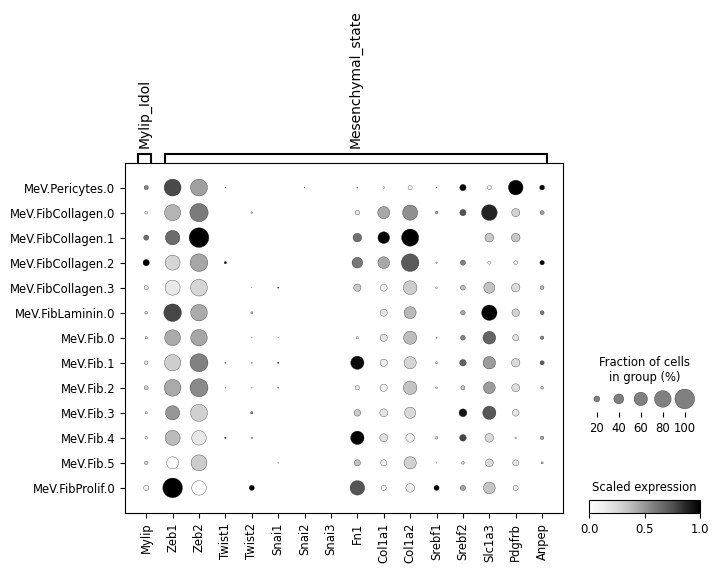 Mylip_Idol
Mesenchymal_state
MeV.Pericytes.0
MeV.FibCollagen.0
MeV.FibCollagen.1
MeV.FibCollagen.2
MeV.FibCollagen.3
MeV.FibLaminin.0
MeV.Fib.0
MeV.Fib.1
MeV.Fib.2
MeV.Fib.3
MeV.Fib.4
MeV.Fib.5
MeV.FibProlif.0
Mylip
Zeb1
Zeb2
Twist1
Twist2
Snai1
Snai2
Snai3
Fn1
Col1a1
Col1a2
Srebf1
Srebf2
Slc1a3
Pdgfrb
Anpep
Fraction of cells
in group (%)
20 40 60 80 100
Scaled expression
0.0 0.5 1.0